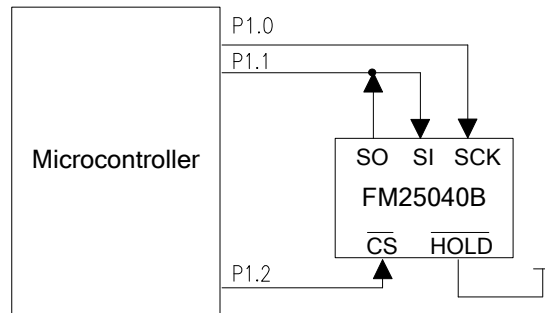 P1.0
P1.1
Microcontroller
SO SI SCK
FM25040B
CS HOLD
P1.2